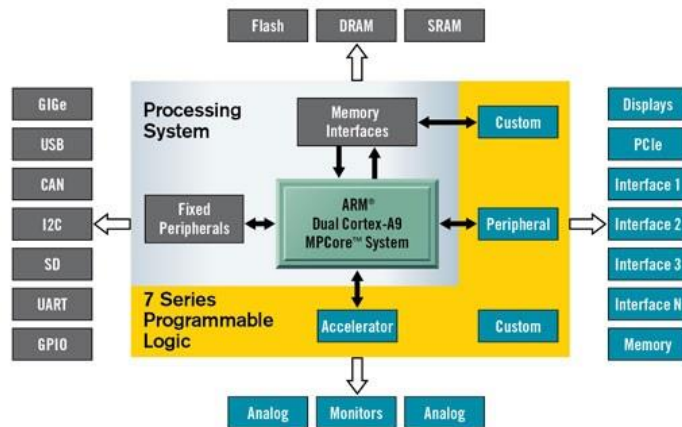 Flash
DRAM
SRAM
GIGe
USB
CAN
I2C
SD
UART
GPIO
Processing
System
Memory
Interfaces
Custom
Fixed
Peripherals
ARM®
Dual Cortex-A9
MPCore™ System
Peripheral
7 Series
Programmable
Logic
Accelerator
Custom
Displays
PCIe
Interface 1
Interface 2
Interface 3
Interface N
Memory
Analog
Monitors
Analog